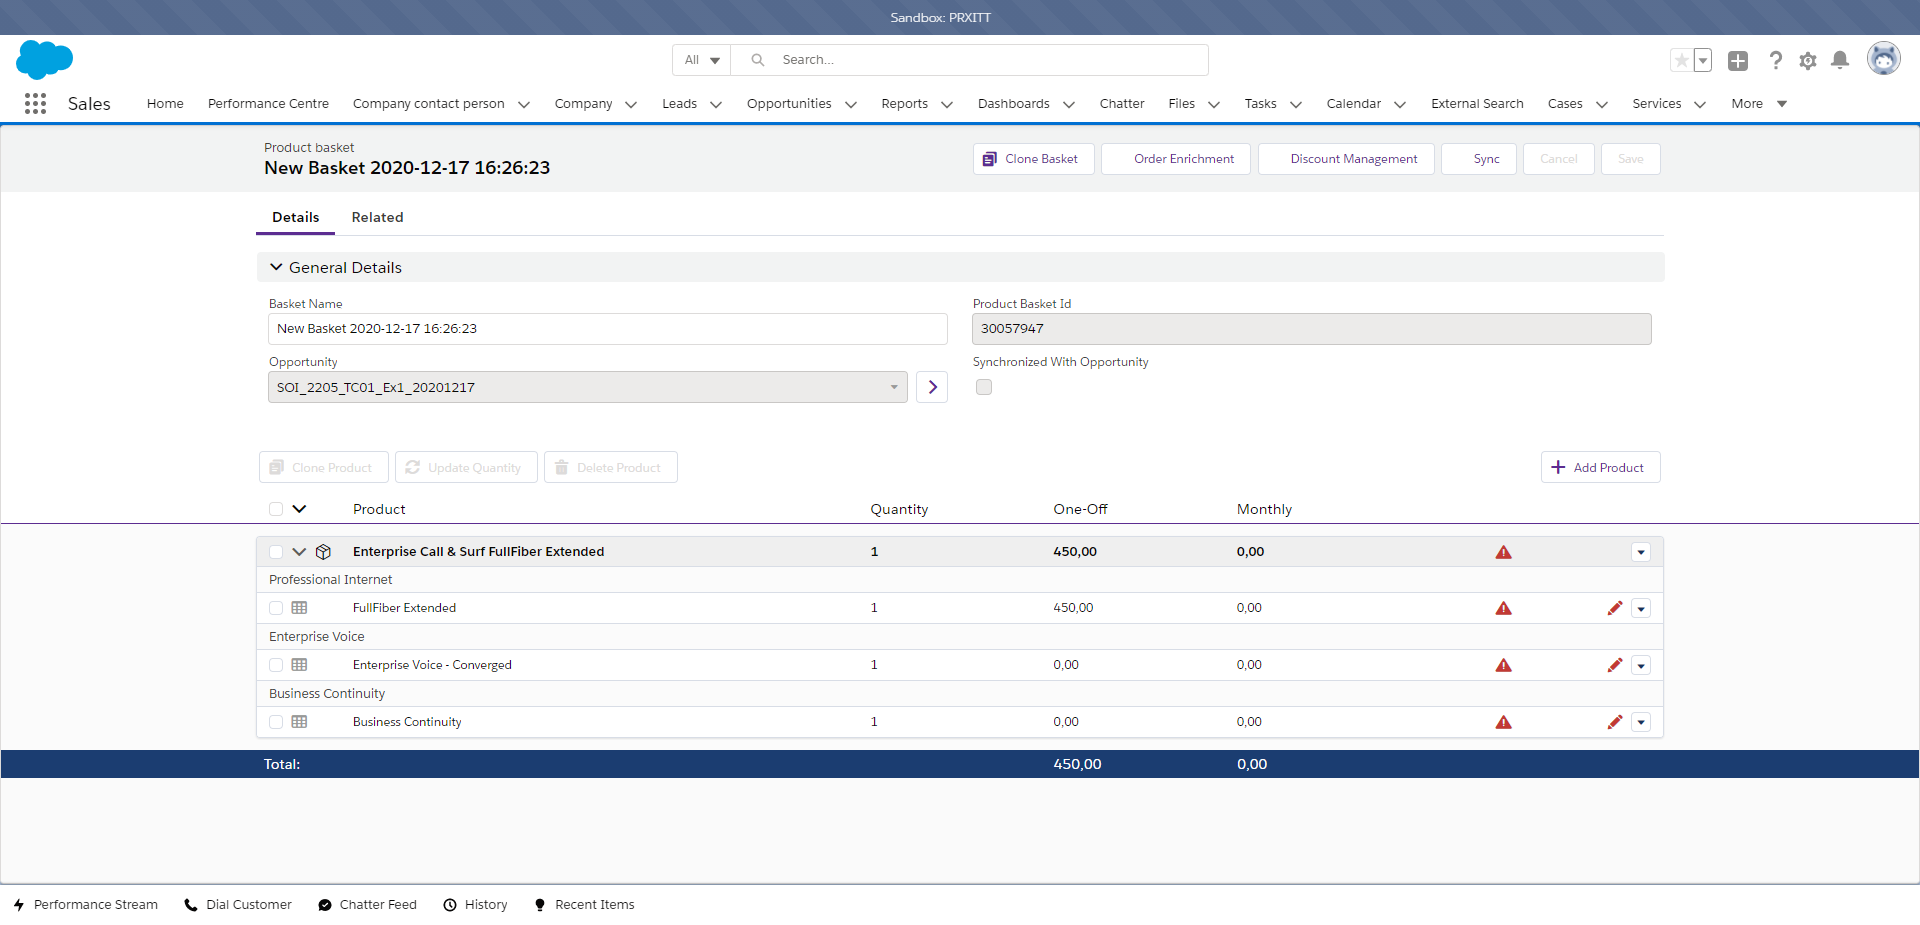 Sandbox: PRXITT
All Search...
Sales Home Performance Centre Company contact person Company Leads Opportunities Reports Dashboards Chatter Files Tasks Calendar External Search Cases Services More
Product basket
New Basket 2020-12-17 16:26:23
Clone Basket Order Enrichment Discount Management Sync Cancel Save
Details Related
General Details
Basket Name Product Basket Id
New Basket 2020-12-17 16:26:23 30057947
Opportunity Synchronized With Opportunity
SOI_2205_TC01_Ex1_20201217
Clone Product Update Quantity Delete Product Add Product
Product Quantity One-Off Monthly
Enterprise Call & Surf FullFiber Extended 1 450,00 0,00
Professional Internet
FullFiber Extended 1 450,00 0,00
Enterprise Voice
Enterprise Voice - Converged 1 0,00 0,00
Business Continuity
Business Continuity 1 0,00 0,00
Total: 450,00 0,00
Performance Stream Dial Customer Chatter Feed History Recent Items